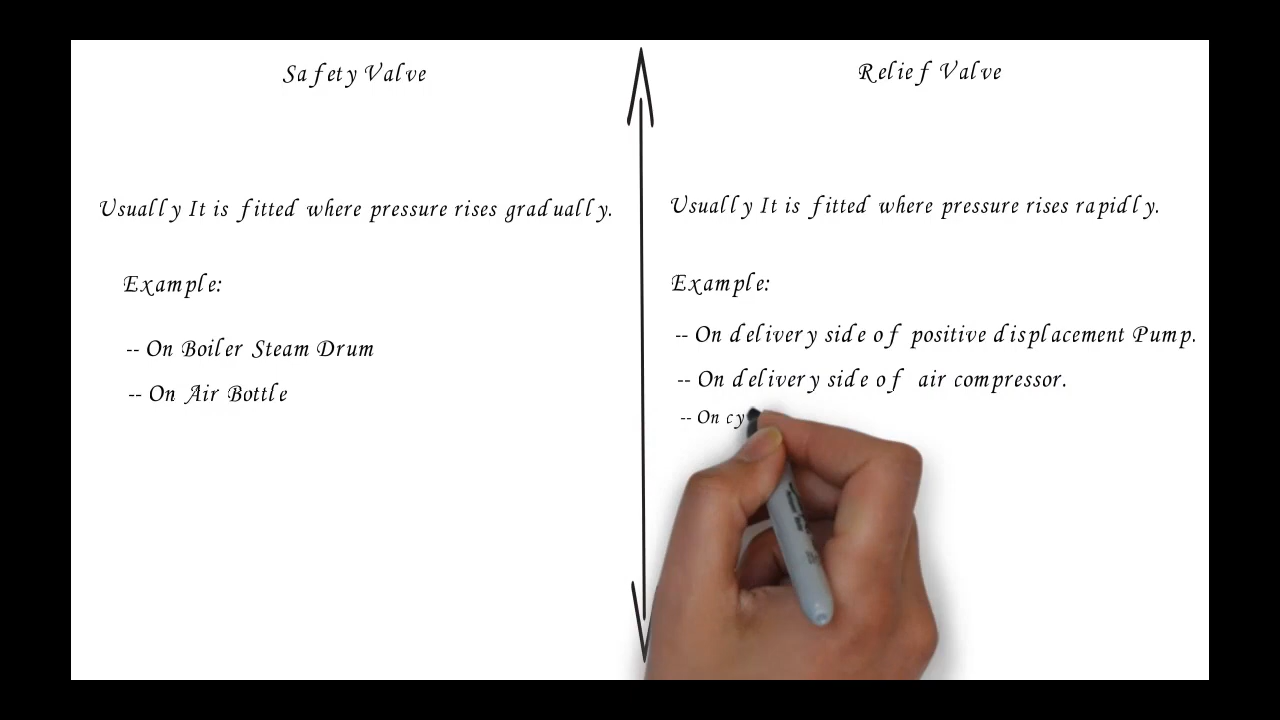 Safety Valve
Usually It is fitted where pressure rises gradually.
Example:
-- On Boiler Steam Drum
-- On Air Bottle
Relief Valve
Usually It is fitted where pressure rises rapidly.
Example:
-- On delivery side of positive displacement Pump.
-- On delivery side of air compressor.
-- On cy